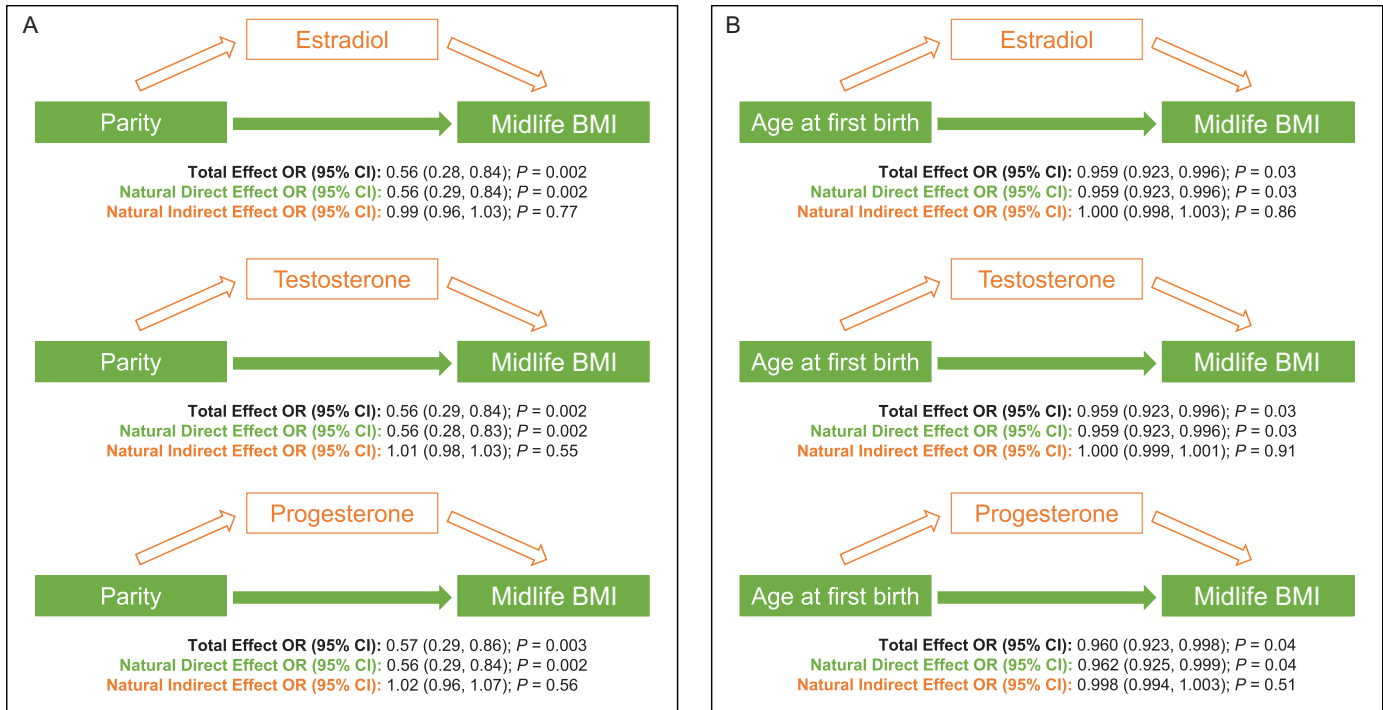 A
Estradiol
Parity
Midlife BMI
Total Effect OR (95% CI): 0.56 (0.28, 0.84); P = 0.002
Natural Direct Effect OR (95% CI): 0.56 (0.29, 0.84); P = 0.002
Natural Indirect Effect OR (95% CI): 0.99 (0.96, 1.03); P = 0.77
Testosterone
Parity
Midlife BMI
Total Effect OR (95% CI): 0.56 (0.29, 0.84); P = 0.002
Natural Direct Effect OR (95% CI): 0.56 (0.28, 0.83); P = 0.002
Natural Indirect Effect OR (95% CI): 1.01 (0.98, 1.03); P = 0.55
Progesterone
Parity
Midlife BMI
Total Effect OR (95% CI): 0.57 (0.29, 0.86); P = 0.003
Natural Direct Effect OR (95% CI): 0.56 (0.29, 0.84); P = 0.002
Natural Indirect Effect OR (95% CI): 1.02 (0.96, 1.07); P = 0.56
B
Estradiol
Age at first birth
Midlife BMI
Total Effect OR (95% CI): 0.959 (0.923, 0.996); P = 0.03
Natural Direct Effect OR (95% CI): 0.959 (0.923, 0.996); P = 0.03
Natural Indirect Effect OR (95% CI): 1.000 (0.998, 1.003); P = 0.86
Testosterone
Age at first birth
Midlife BMI
Total Effect OR (95% CI): 0.959 (0.923, 0.996); P = 0.03
Natural Direct Effect OR (95% CI): 0.959 (0.923, 0.996); P = 0.03
Natural Indirect Effect OR (95% CI): 1.000 (0.999, 1.001); P = 0.91
Progesterone
Age at first birth
Midlife BMI
Total Effect OR (95% CI): 0.960 (0.923, 0.998); P = 0.04
Natural Direct Effect OR (95% CI): 0.962 (0.925, 0.999); P = 0.04
Natural Indirect Effect OR (95% CI): 0.998 (0.994, 1.003); P = 0.51